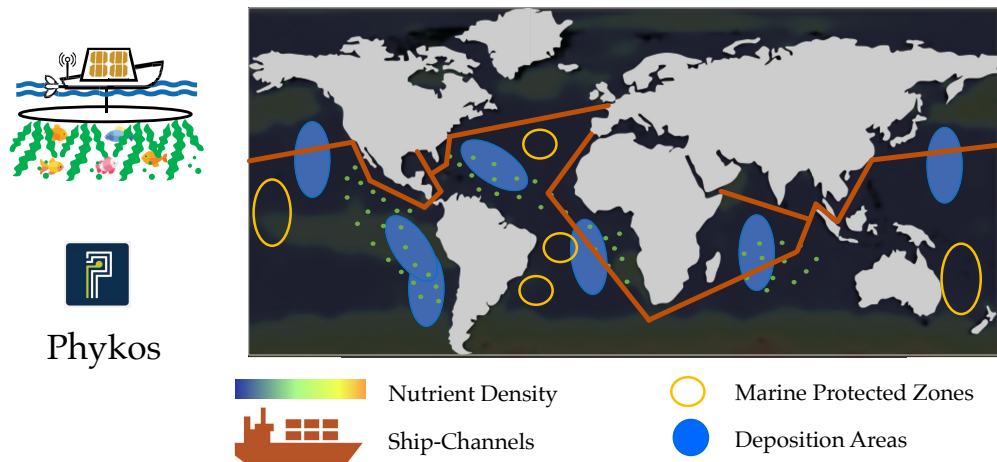 Phykos
Nutrient Density
Marine Protected Zones
Ship-Channels
Deposition Areas